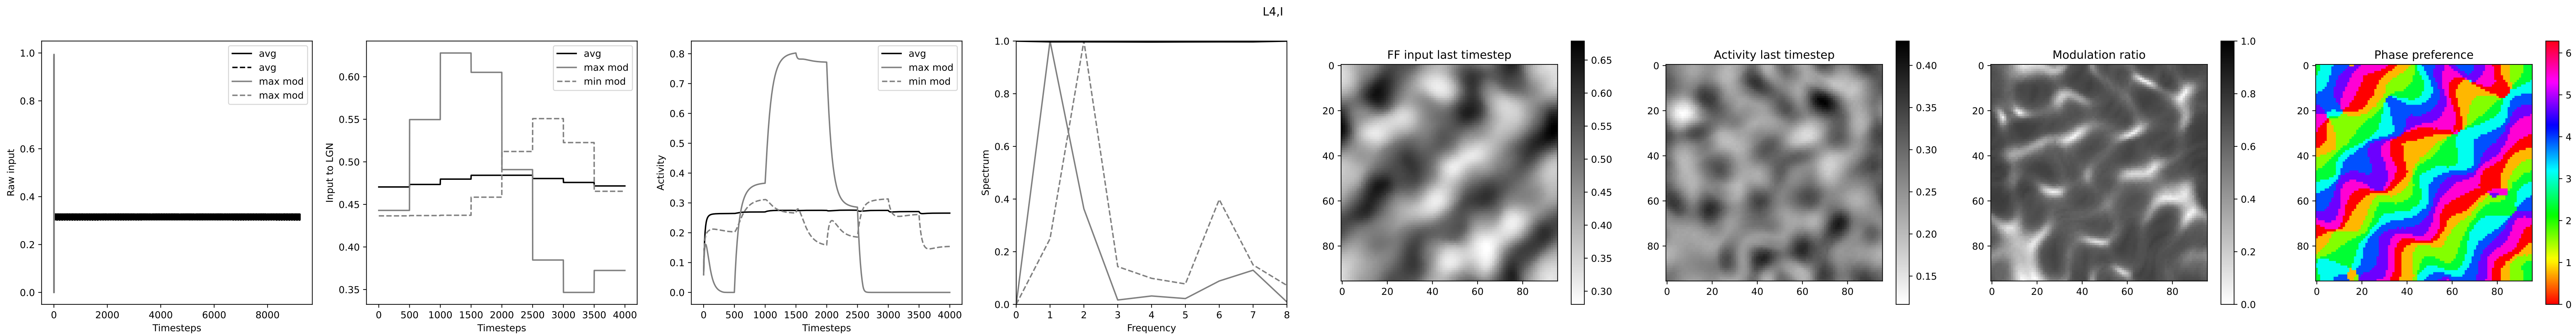 L4,I
Raw input
1.0
0.8
0.6
0.4
0.2
0.0
avg
avg
max mod
max mod
0 2000 4000 6000 8000
Timesteps
Input to LGN
0.60
0.55
0.50
0.45
0.40
0.35
avg
max mod
min mod
0 500 1000 1500 2000 2500 3000 3500 4000
Timesteps
Activity
0.8
0.7
0.6
0.5
0.4
0.3
0.2
0.1
0.0
avg
max mod
min mod
0 500 1000 1500 2000 2500 3000 3500 4000
Timesteps
Spectrum
1.0
0.8
0.6
0.4
0.2
0.0
0 1 2 3 4 5 6 7 8
Frequency
FF input last timestep
0
20
40
60
80
0 20 40 60 80
0.65
0.60
0.55
0.50
0.45
0.40
0.35
0.30
Activity last timestep
0
20
40
60
80
0 20 40 60 80
0.40
0.35
0.30
0.25
0.20
0.15
Modulation ratio
0
20
40
60
80
0 20 40 60 80
1.0
0.8
0.6
0.4
0.2
0.0
Phase preference
0
20
40
60
80
0 20 40 60 80
6
5
4
3
2
1
0